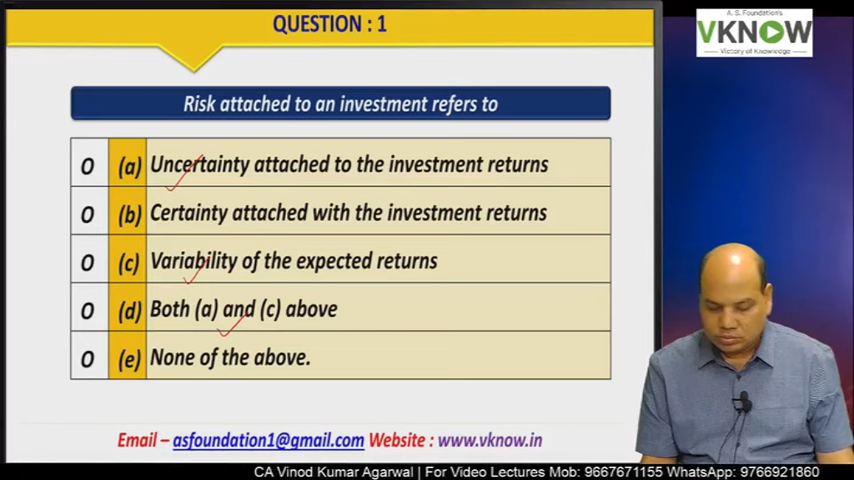 QUESTION : 1
A. S. Foundation's
VKNOW
Victory of Knowledge
Risk attached to an investment refers to
O (a) Uncertainty attached to the investment returns
O (b) Certainty attached with the investment returns
O (c) Variability of the expected returns
O (d) Both (a) and (c) above
O (e) None of the above.
Email – asfoundation1@gmail.com Website : www.vknow.in
CA Vinod Kumar Agarwal | For Video Lectures Mob: 9667671155 WhatsApp: 9766921860